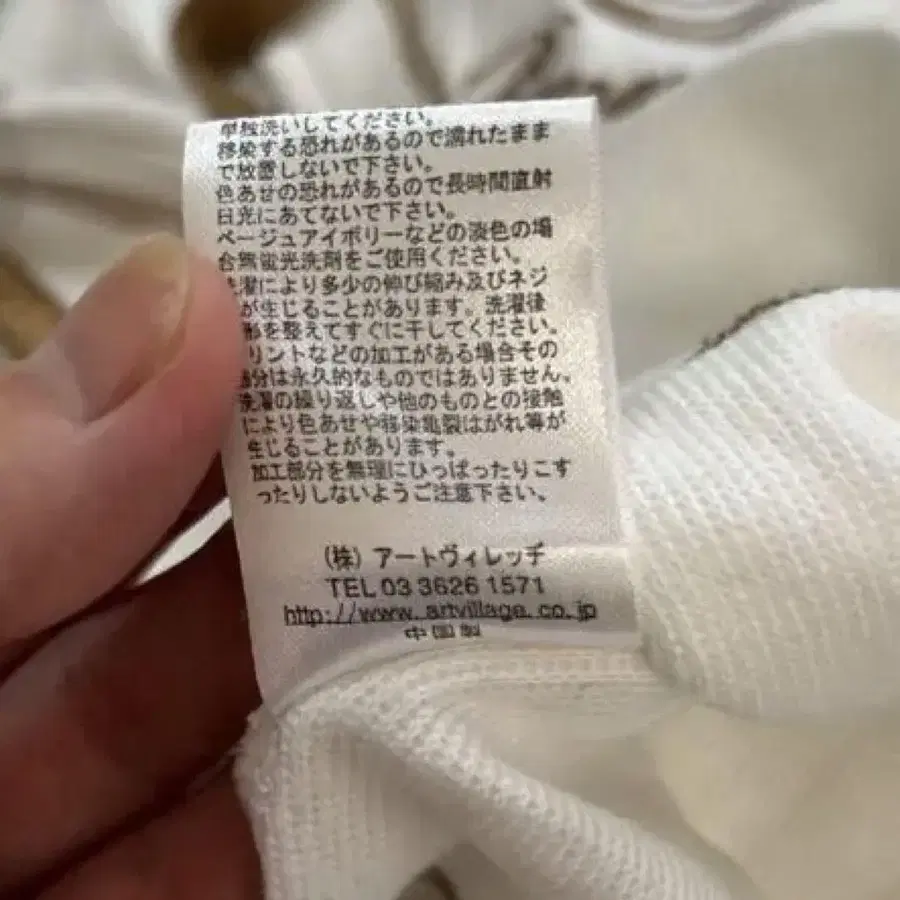 単独洗いしてください。
移染する恐れがあるので濡れたまま
で放置しないで下さい。
色あせの恐れがあるので長時間直射
日光にあてないで下さい。
ベージュアイボリーなどの淡色の場
合無蛍光洗剤をご使用ください。
洗濯により多少の伸び縮み及びネジ
が生じることがあります。洗濯後
形を整えてすぐに干してください。
リントなどの加工がある場合その
部分は永久的なものではありません。
洗濯の繰り返しや他のものとの接触
により色あせや移染亀裂はがれ等が
生じることがあります。
加工部分を無理にひっぱったりこす
ったりしないようご注意下さい。
(株) アートヴィレッヂ
TEL 03 3626 1571
http://www.artvillage.co.jp
中国製